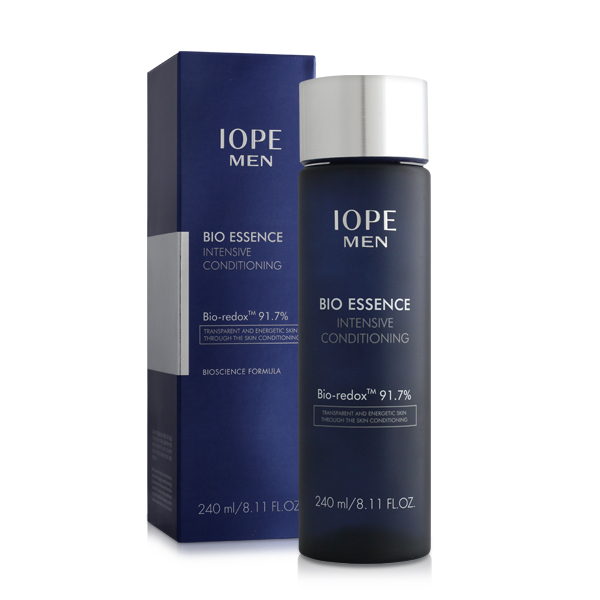 IOPE
MEN
BIO ESSENCE
INTENSIVE
CONDITIONING
Bio-redox™ 91.7%
TRANSPARENT AND ENERGETIC SKIN
THROUGH THE SKIN CONDITIONING
BIOSCIENCE FORMULA
240 ml/8.11 FL.OZ.
IOPE
MEN
BIO ESSENCE
INTENSIVE
CONDITIONING
Bio-redox™ 91.7%
TRANSPARENT AND ENERGETIC SKIN
THROUGH THE SKIN CONDITIONING
240 ml/8.11 FL.OZ.